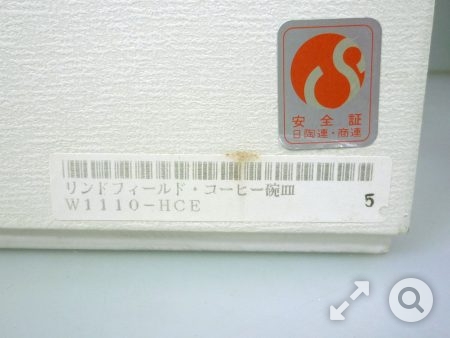 安全証
日陶連・商連
リンドフィールド・コーヒー碗皿
W1110-HCE
5